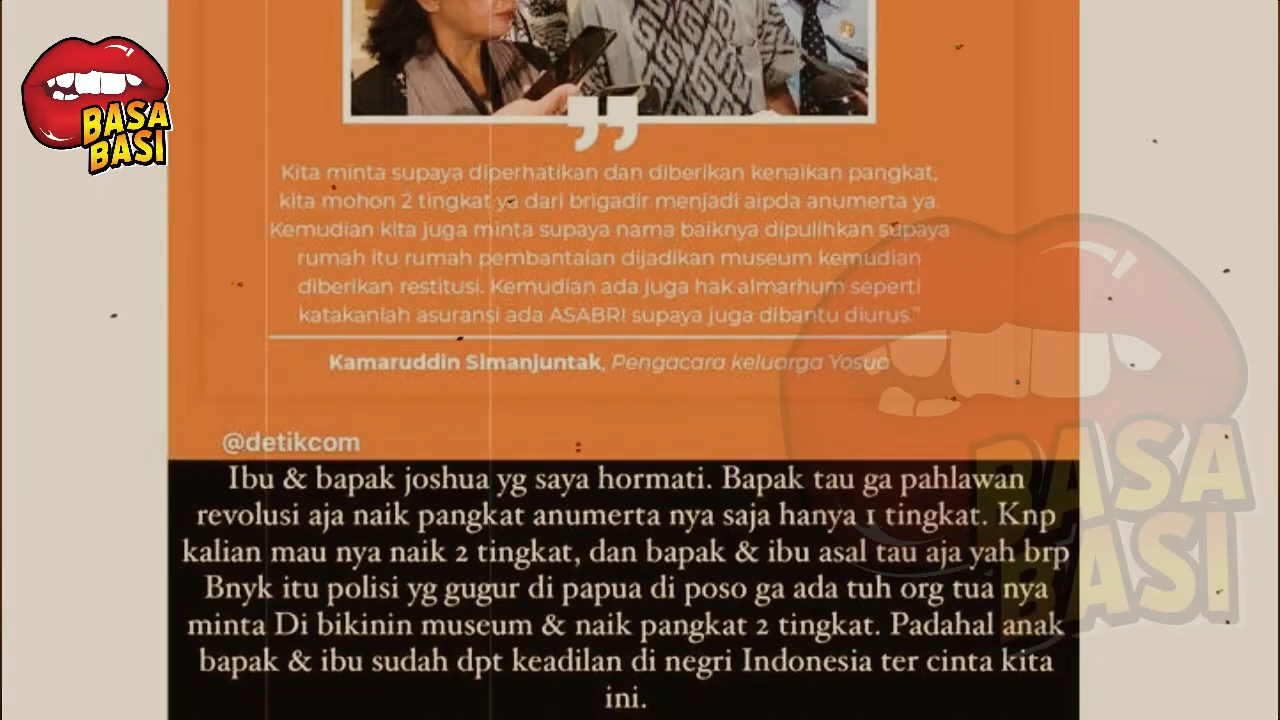 BASA
BASI
Kita minta supaya diperhatikan dan diberikan kenaikan pangkat,
kita mohon 2 tingkat ya dari brigadir menjadi aipda anumerta ya.
Kemudian kita juga minta supaya nama baiknya dipulihkan supaya
rumah itu rumah pembantaian dijadikan museum kemudian
diberikan restitusi. Kemudian ada juga hak almarhum seperti
katakanlah asuransi ada ASABRI supaya juga dibantu diurus.”
Kamaruddin Simanjuntak, Pengacara keluarga Yosua
@detikcom
Ibu & bapak joshua yg saya hormati. Bapak tau ga pahlawan
revolusi aja naik pangkat anumerta nya saja hanya 1 tingkat. Knp
kalian mau nya naik 2 tingkat, dan bapak & ibu asal tau aja yah brp
Bnyk itu polisi yg gugur di papua di poso ga ada tuh org tua nya
minta Di bikinin museum & naik pangkat 2 tingkat. Padahal anak
bapak & ibu sudah dpt keadilan di negri Indonesia ter cinta kita
ini.
BASA
BASI